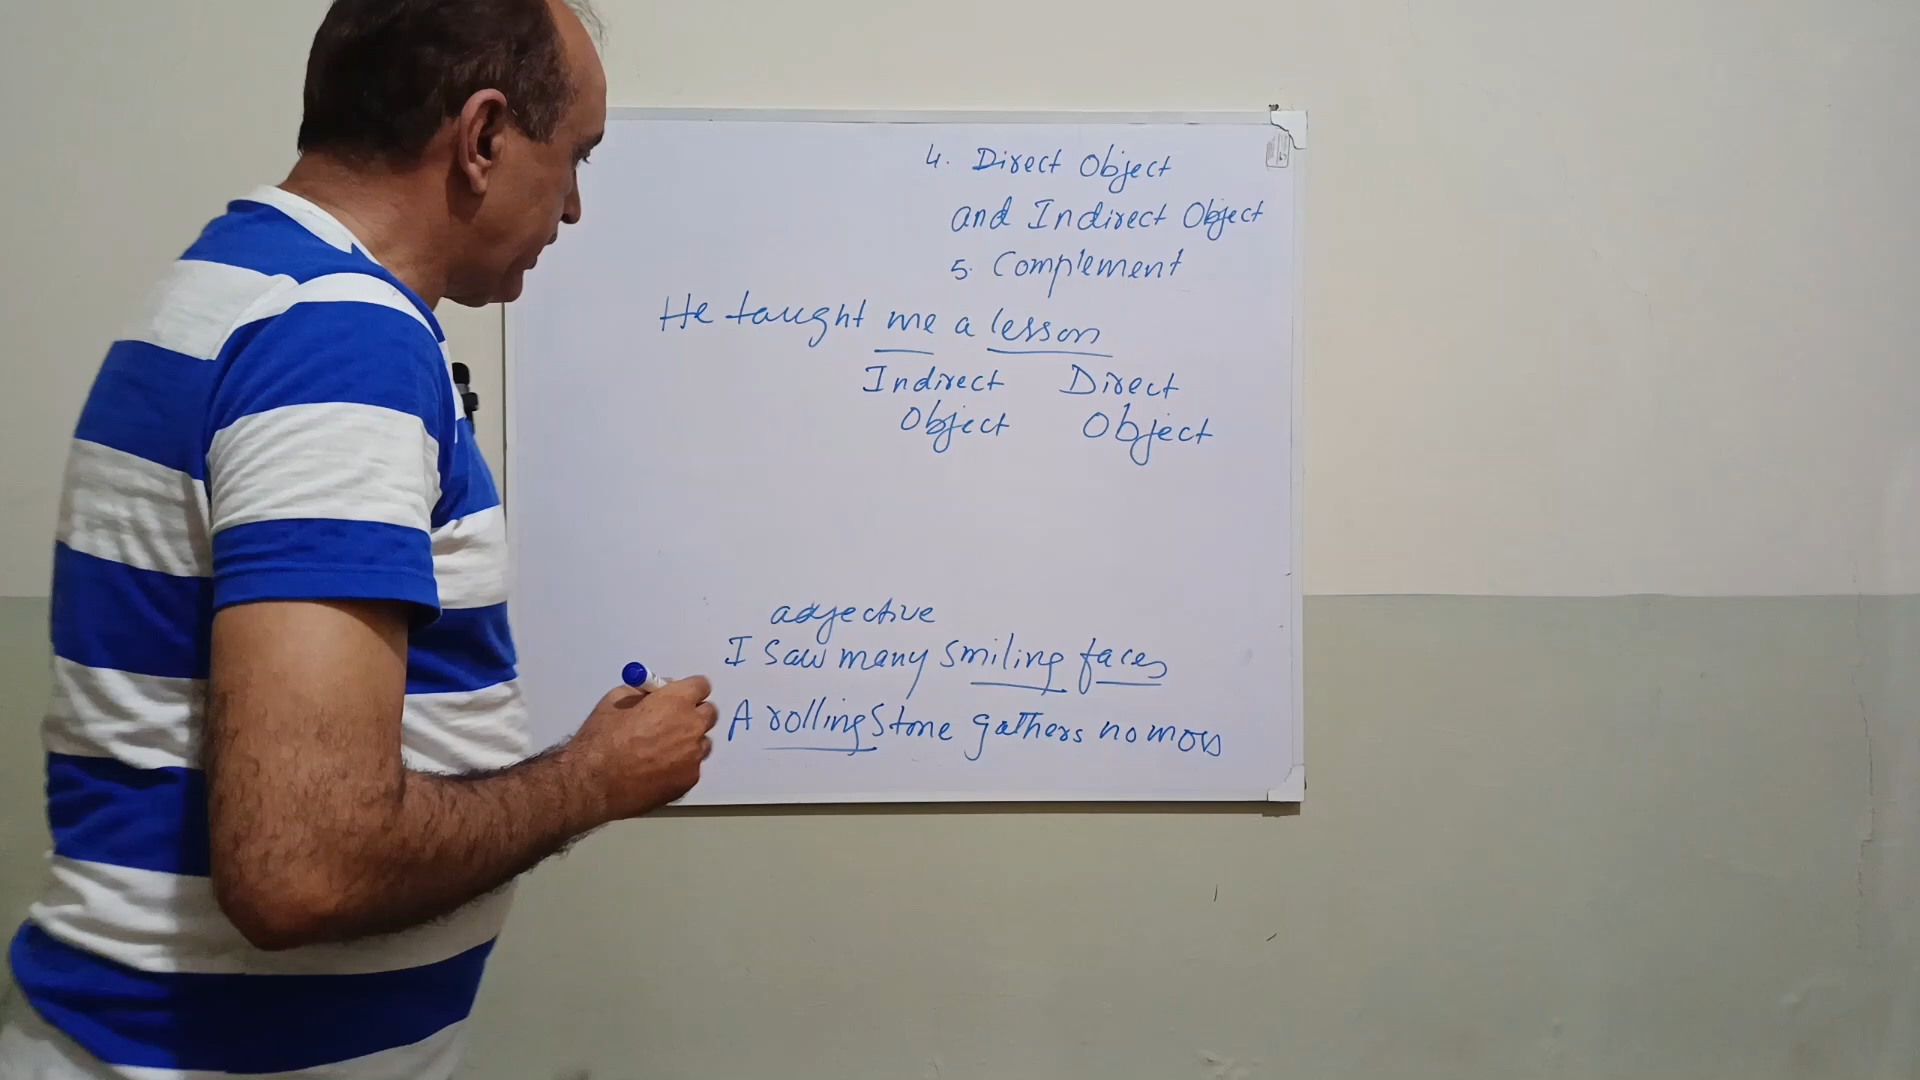 4. Direct Object
and Indirect Object
5. Complement
He taught me a lesson
Indirect Direct
Object Object
adjective
I saw many smiling faces
A rolling Stone gathers no moss